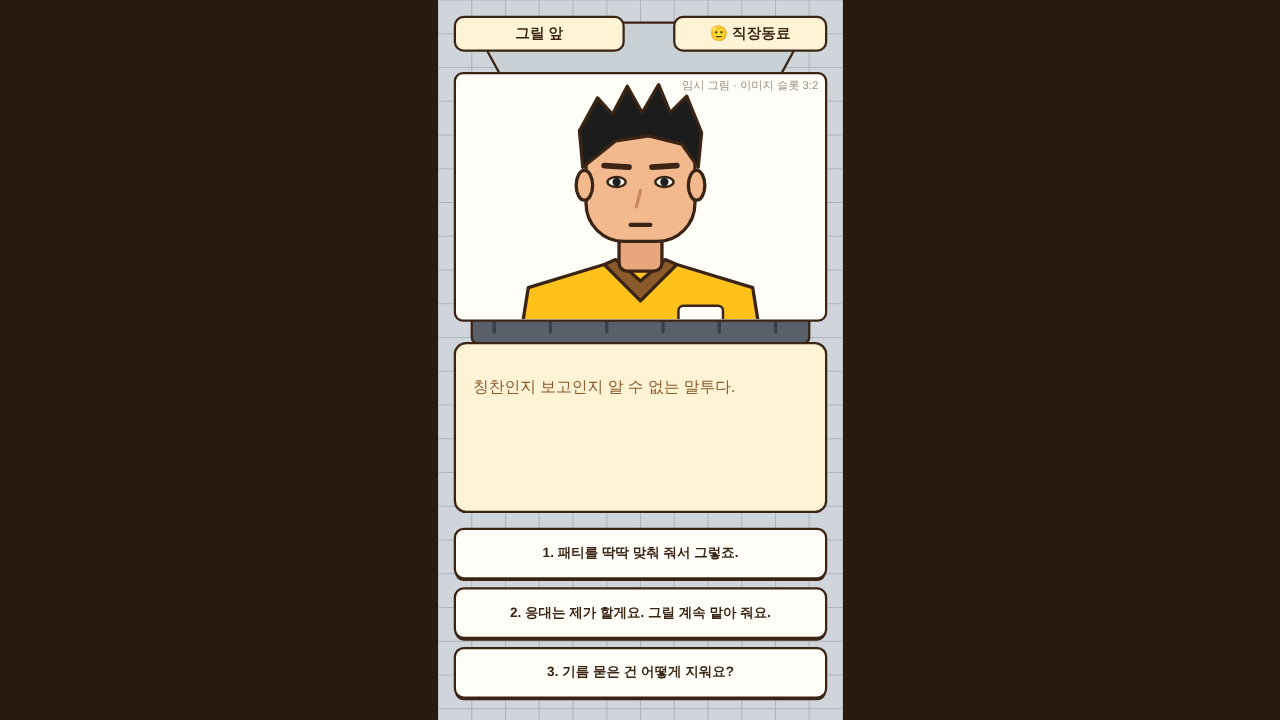 그릴 앞
🫡 직장동료
임시 그림 · 이미지 슬롯 3:2
칭찬인지 보고인지 알 수 없는 말투다.
1. 패티를 딱딱 맞춰 줘서 그렇죠.
2. 응대는 제가 할게요. 그릴 계속 맡아 줘요.
3. 기름 묻은 건 어떻게 지워요?